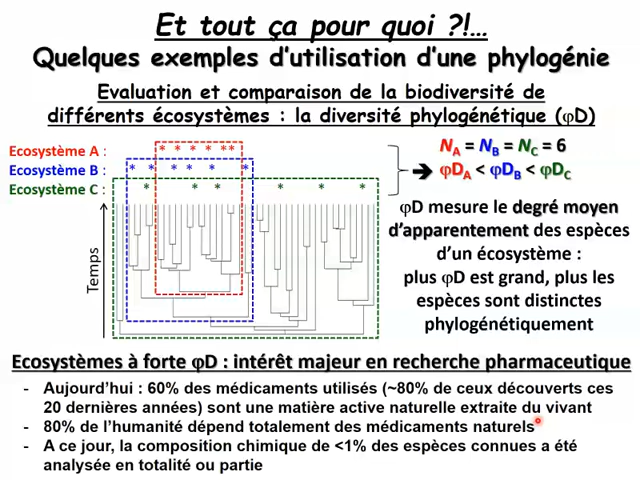 Et tout ça pour quoi ?!...
Quelques exemples d'utilisation d'une phylogénie
Evaluation et comparaison de la biodiversité de
différents écosystèmes : la diversité phylogénétique (φD)
Ecosystème A : * * * * **
Ecosystème B : * * * * * *
Ecosystème C : * * * * * *
Temps
NA = NB = NC = 6
➔ φDA < φDB < φDC
φD mesure le degré moyen
d'apparentement des espèces
d'un écosystème :
plus φD est grand, plus les
espèces sont distinctes
phylogénétiquement
Ecosystèmes à forte φD : intérêt majeur en recherche pharmaceutique
- Aujourd'hui : 60% des médicaments utilisés (~80% de ceux découverts ces
20 dernières années) sont une matière active naturelle extraite du vivant
- 80% de l'humanité dépend totalement des médicaments naturels
- A ce jour, la composition chimique de <1% des espèces connues a été
analysée en totalité ou partie